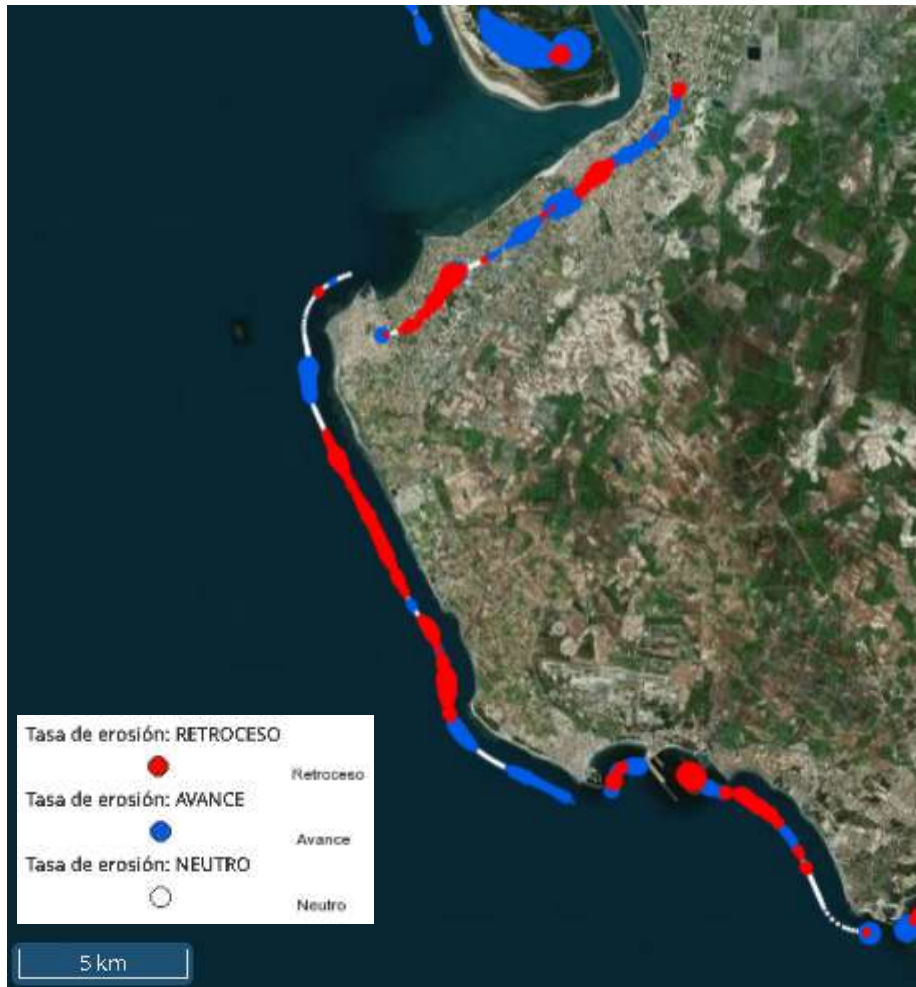 Tasa de erosión: RETROCESO
Retroceso
Tasa de erosión: AVANCE
Avance
Tasa de erosión: NEUTRO
Neutro
5 km